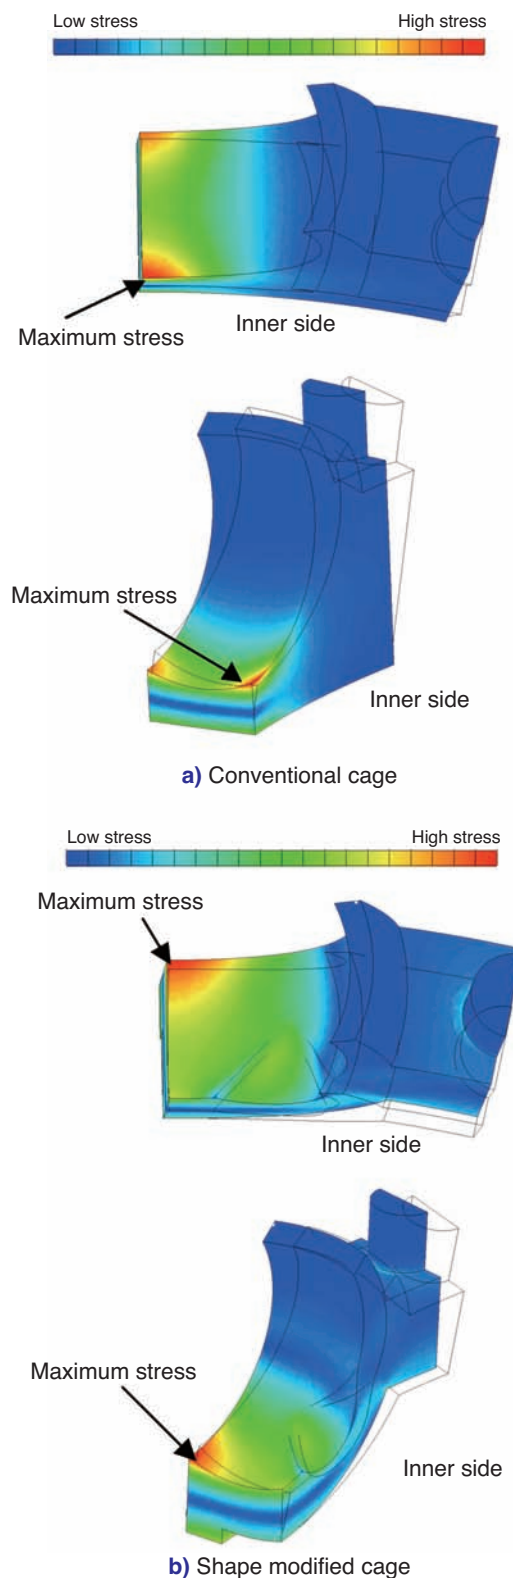 Low stress High stress
Maximum stress
Inner side
Maximum stress
Inner side
a) Conventional cage
Low stress High stress
Maximum stress
Inner side
Maximum stress
Inner side
b) Shape modified cage